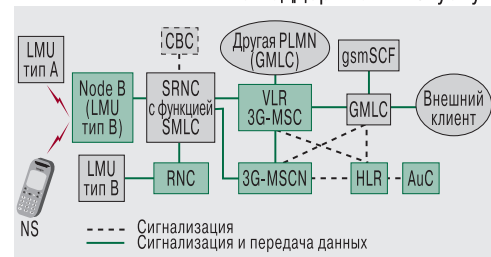 LMU
тип A
CBC
Другая PLMN
(GMLC)
gsmSCF
Node B
(LMU
тип B)
SRNC
с функцией
SMLC
VLR
3G-MSC
GMLC
Внешний
клиент
LMU
тип B
RNC
3G-MSCN
HLR
AuC
NS
Сигнализация
Сигнализация и передача данных